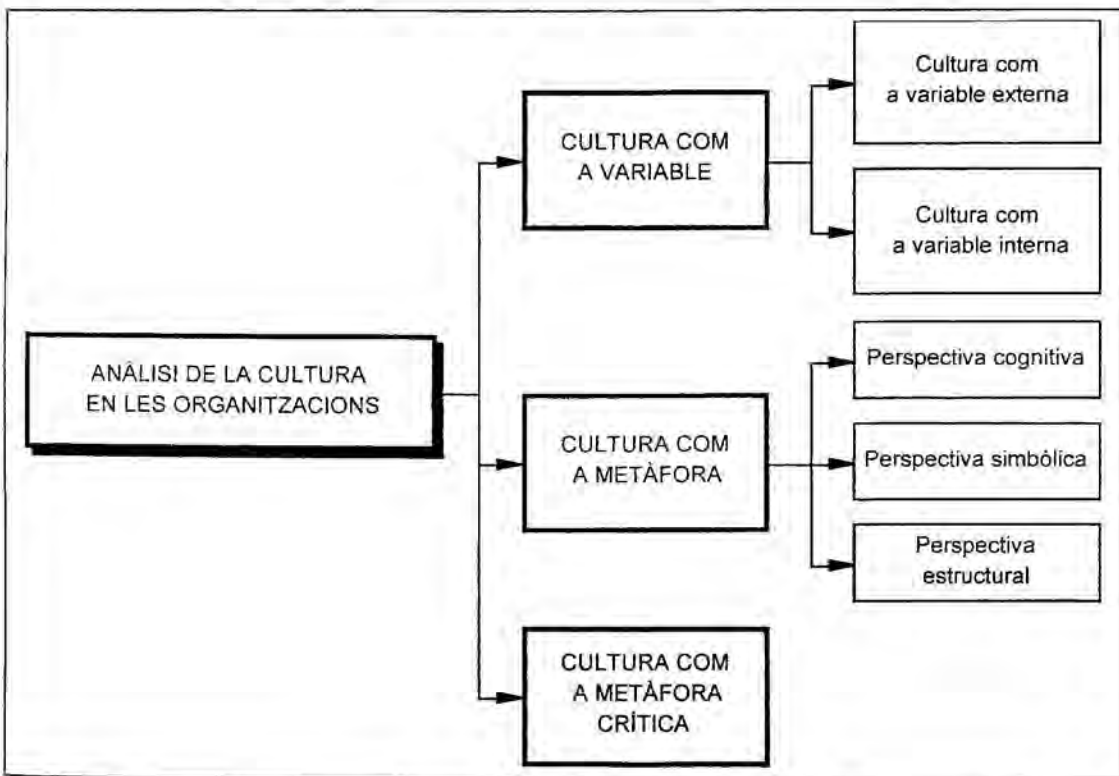 ANÀLISI DE LA CULTURA
EN LES ORGANITZACIONS
CULTURA COM
A VARIABLE
Cultura com
a variable externa
Cultura com
a variable interna
CULTURA COM
A METÀFORA
Perspectiva cognitiva
Perspectiva simbòlica
Perspectiva
estructural
CULTURA COM
A METÀFORA
CRÍTICA